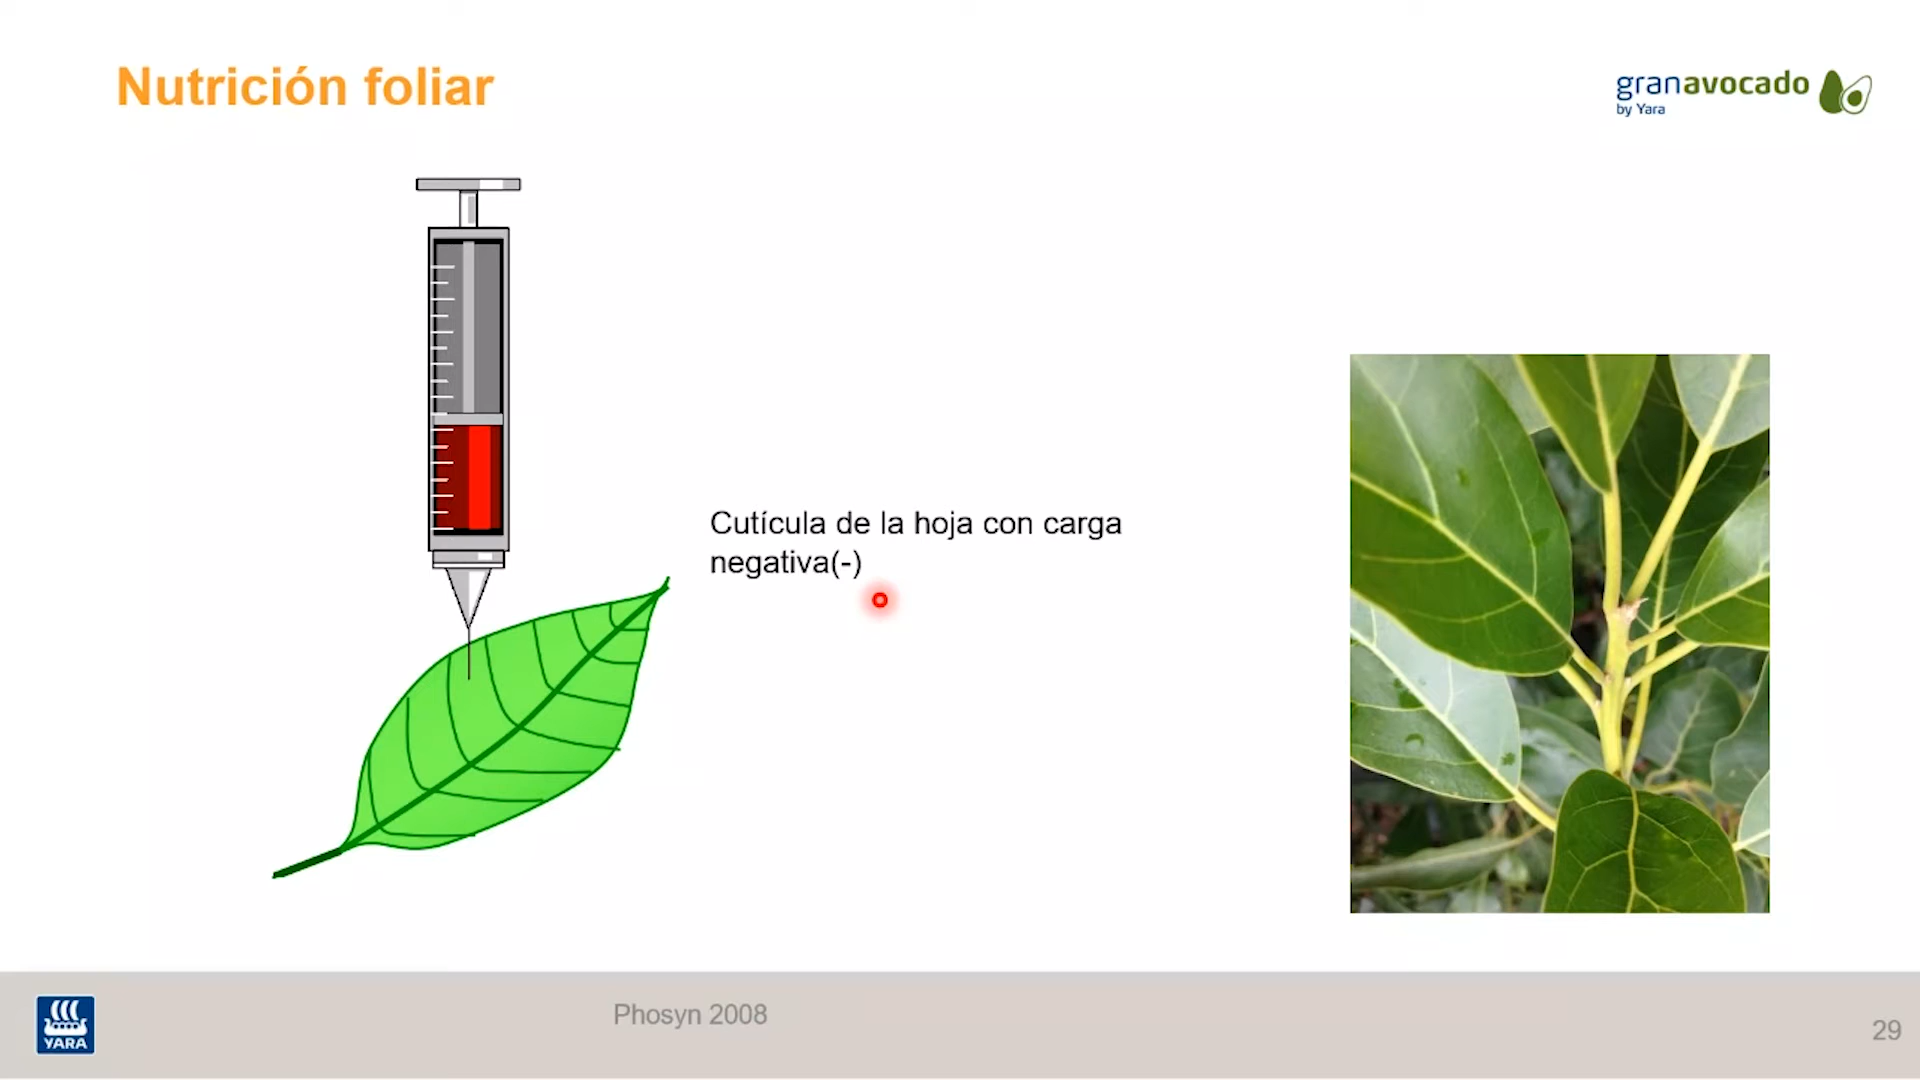 Nutrición foliar
granavocado
by Yara
Cutícula de la hoja con carga
negativa(-)
YARA
Phosyn 2008
29